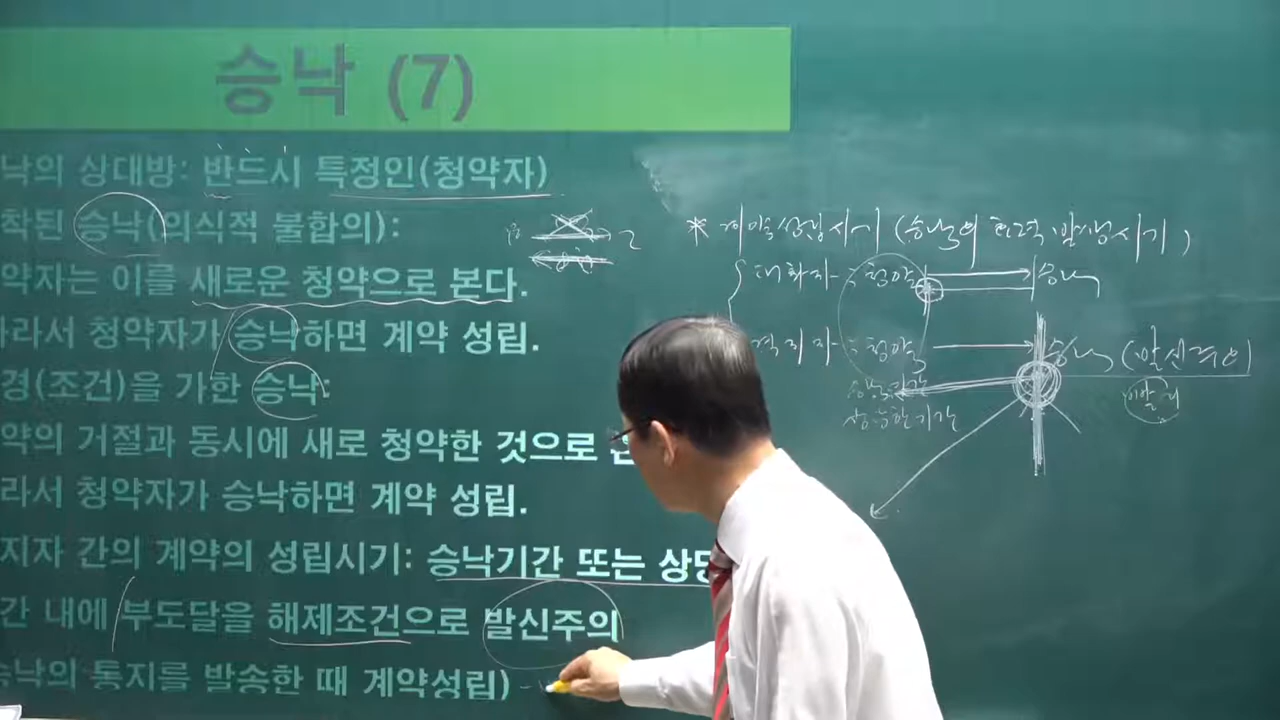 승낙 (7)
낙의 상대방: 반드시 특정인(청약자)
착된 승낙(의식적 불합의):
약자는 이를 새로운 청약으로 본다.
라서 청약자가 승낙하면 계약 성립.
경(조건)을 가한 승낙:
약의 거절과 동시에 새로 청약한 것으로
라서 청약자가 승낙하면 계약 성립.
지자 간의 계약의 성립시기: 승낙기간 또는 상당
간 내에 부도달을 해제조건으로 발신주의
승낙의 통지를 발송한 때 계약성립)
* 계약성립시기 (승낙의 효력 발생시기)
대화자 : 청약 승낙
격지자 : 청약 승낙 (발신주의)
승낙기간
상당한기간